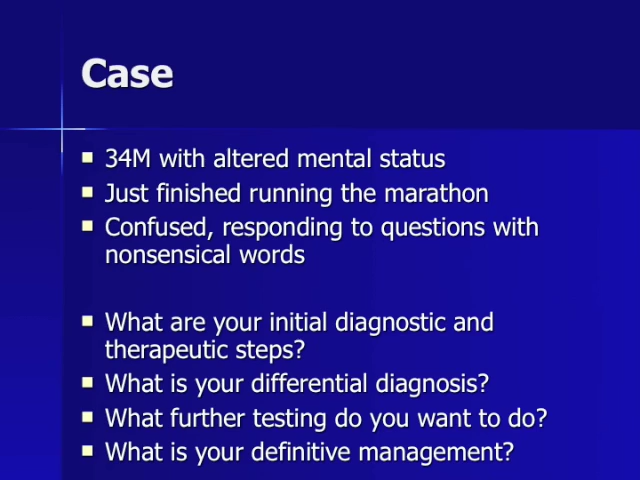 Case
34M with altered mental status
Just finished running the marathon
Confused, responding to questions with
nonsensical words
What are your initial diagnostic and
therapeutic steps?
What is your differential diagnosis?
What further testing do you want to do?
What is your definitive management?